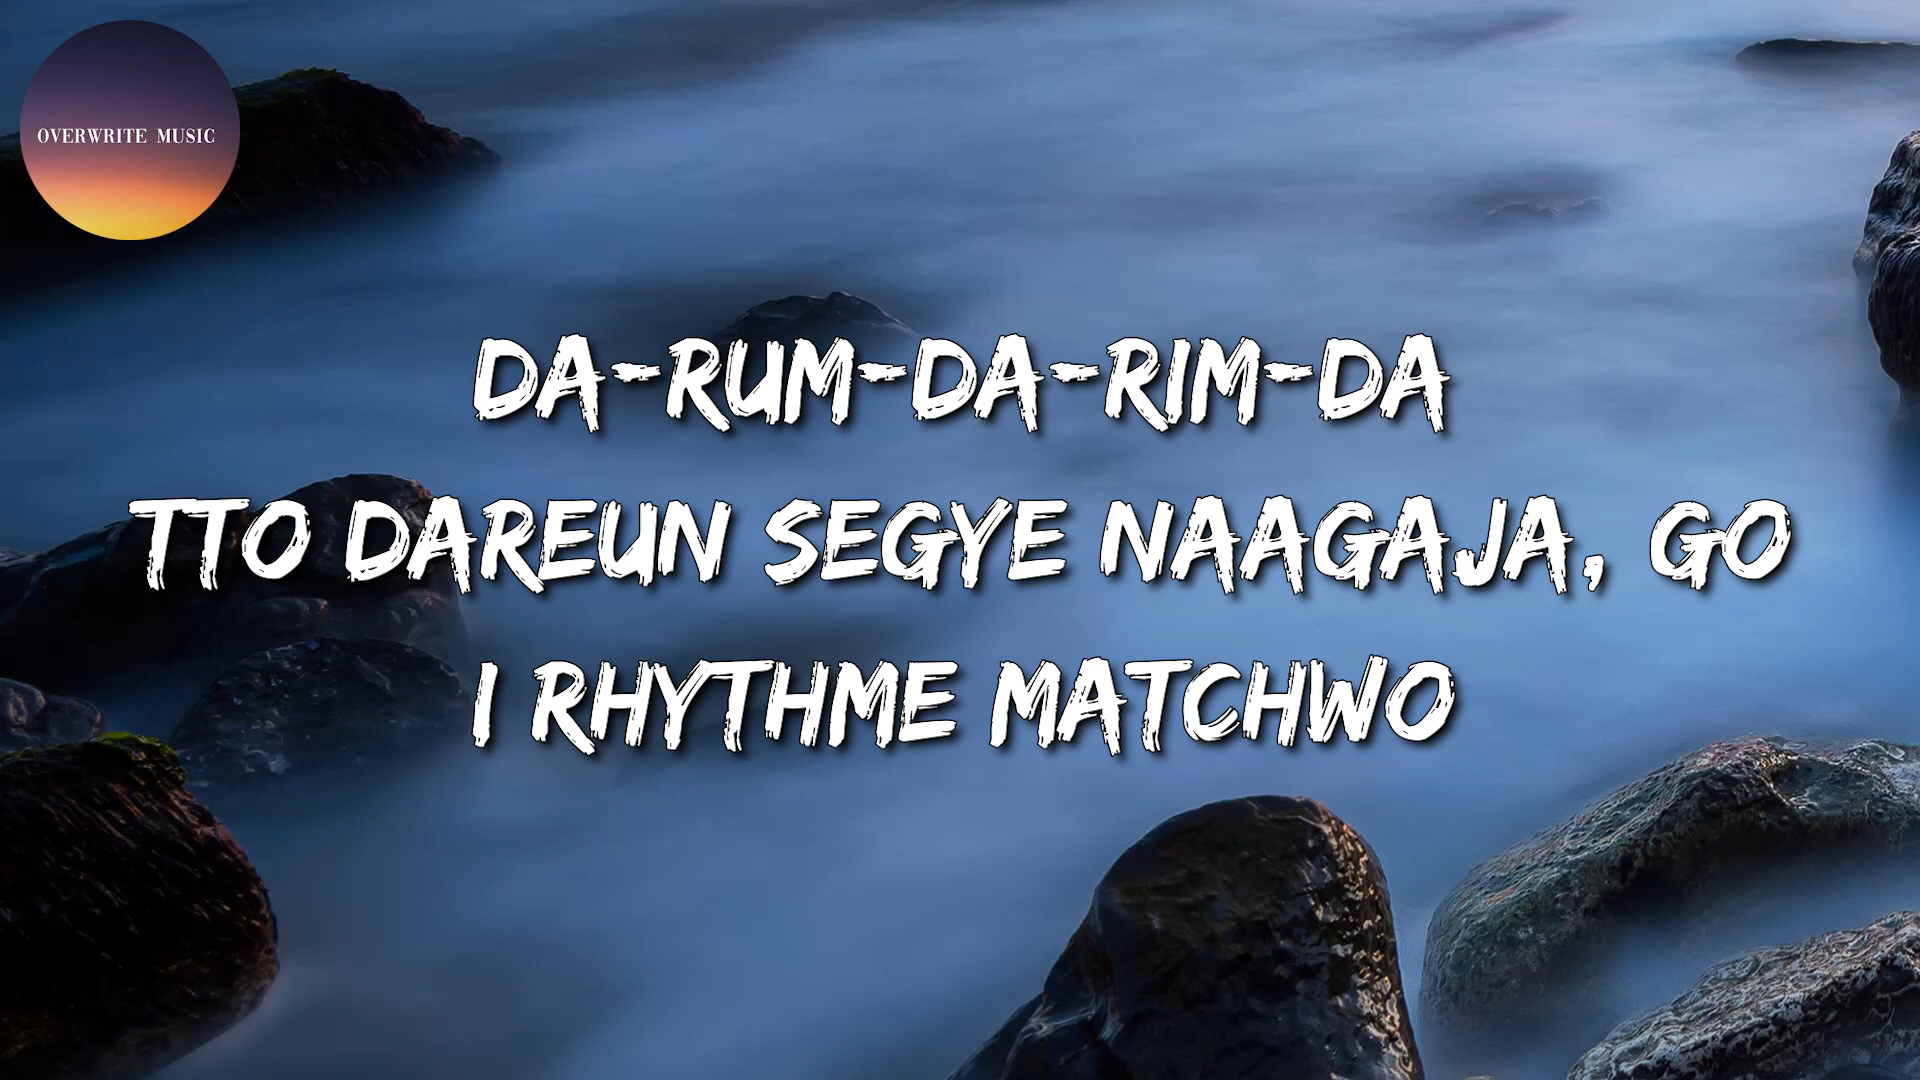 OVERWRITE MUSIC
DA-RUM-DA-RIM-DA
TTO DAREUN SEGYE NAAGAJA, GO
I RHYTHME MATCHWO